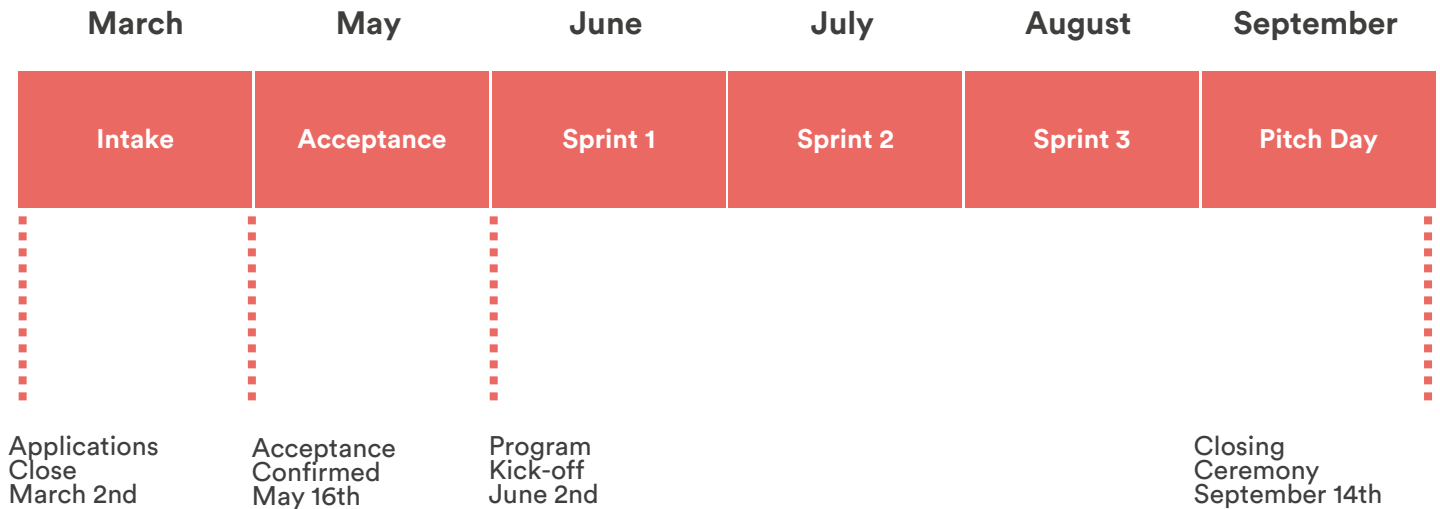 March May June July August September
Intake Acceptance Sprint 1 Sprint 2 Sprint 3 Pitch Day
Applications
Close
March 2nd
Acceptance
Confirmed
May 16th
Program
Kick-off
June 2nd
Closing
Ceremony
September 14th